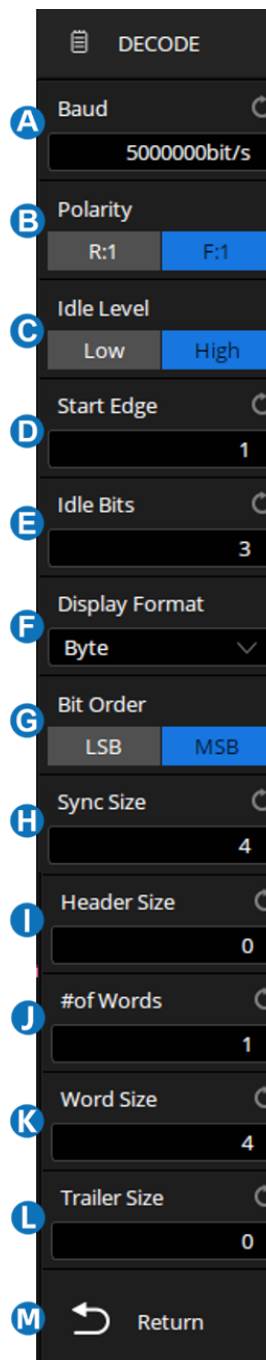 DECODE
A
Baud
5000000bit/s
B
Polarity
R:1 F:1
C
Idle Level
Low High
D
Start Edge
1
E
Idle Bits
3
F
Display Format
Byte
G
Bit Order
LSB MSB
H
Sync Size
4
I
Header Size
0
J
#of Words
1
K
Word Size
4
L
Trailer Size
0
M
Return